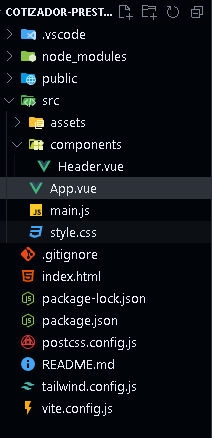 COTIZADOR-PREST...
.vscode
node_modules
public
src
assets
components
Header.vue
App.vue
JS main.js
style.css
.gitignore
index.html
package-lock.json
package.json
postcss.config.js
README.md
tailwind.config.js
vite.config.js